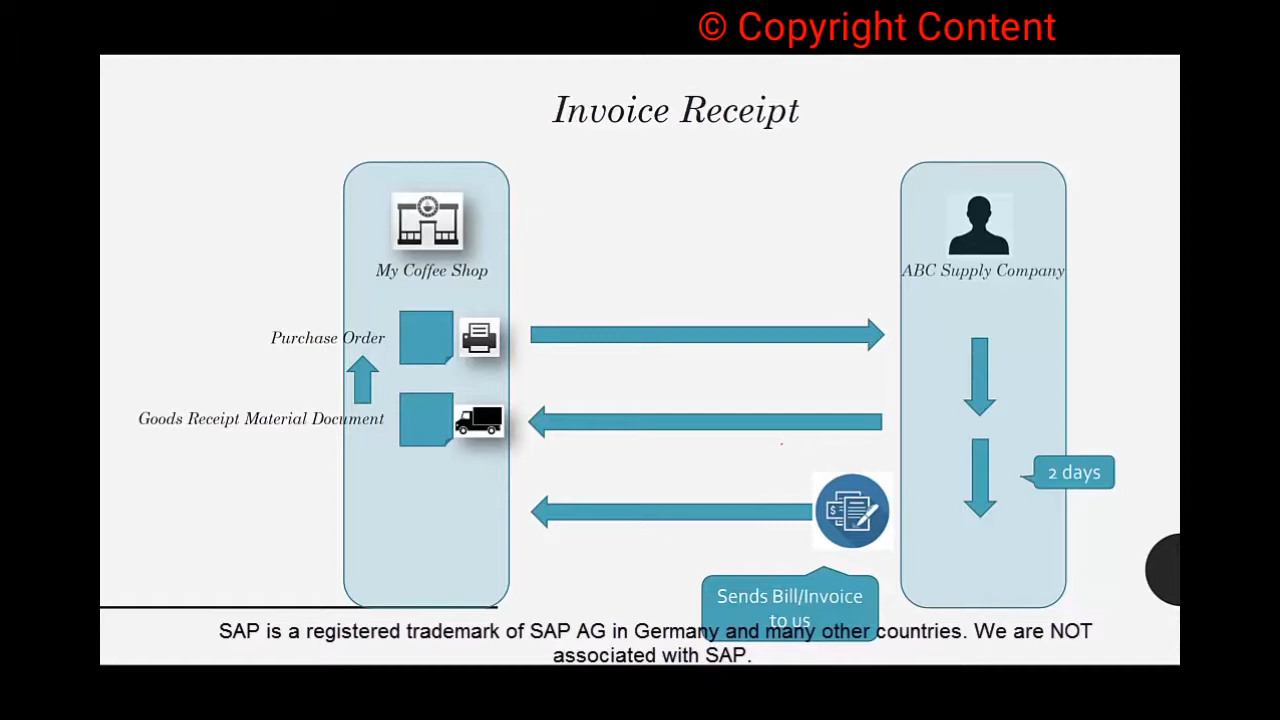 © Copyright Content
Invoice Receipt
My Coffee Shop
ABC Supply Company
Purchase Order
Goods Receipt Material Document
2 days
Sends Bill/Invoice
to us
SAP is a registered trademark of SAP AG in Germany and many other countries. We are NOT
associated with SAP.